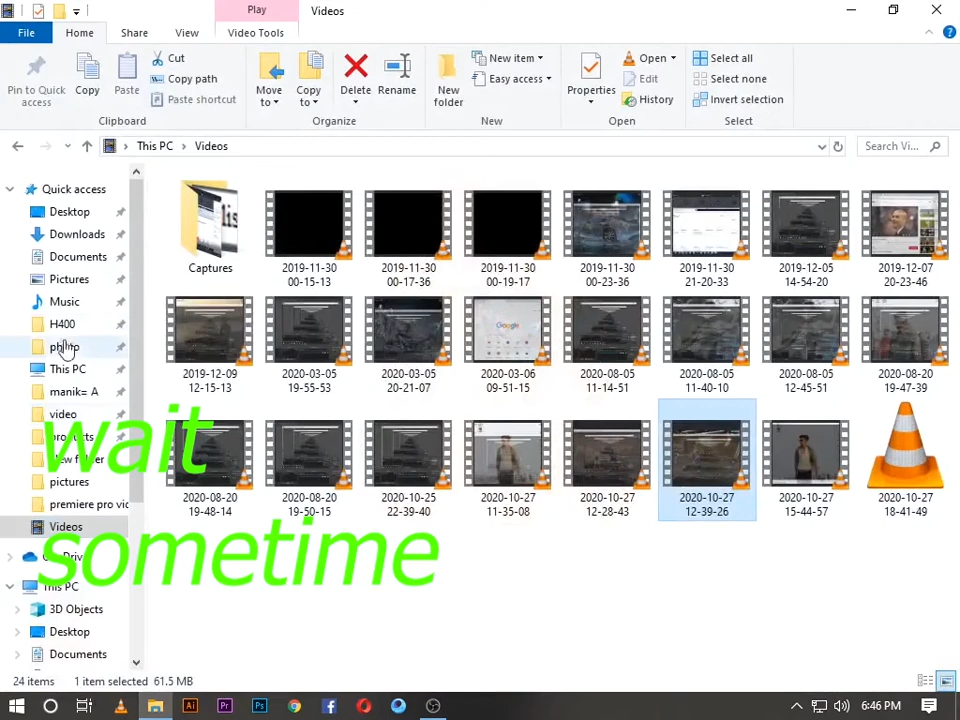 Play
Videos
File
Home
Share
View
Video Tools
Pin to Quick
access
Copy
Paste
Cut
Copy path
Paste shortcut
Clipboard
Move
to
Copy
to
Delete
Rename
Organize
New
folder
New item
Easy access
New
Properties
Open
Edit
History
Open
Select all
Select none
Invert selection
Select
This PC
Videos
Search Vi...
Quick access
Desktop
Downloads
Documents
Pictures
Music
H400
This PC
manik= A
video
pictures
premiere pro vid
Videos
This PC
3D Objects
Desktop
Documents
Captures
2019-11-30
00-15-13
2019-11-30
00-17-36
2019-11-30
00-19-17
2019-11-30
00-23-36
2019-11-30
21-20-33
2019-12-05
14-54-20
2019-12-07
20-23-46
2019-12-09
12-15-13
2020-03-05
19-55-53
2020-03-05
20-21-07
Google
2020-03-06
09-51-15
2020-08-05
11-14-51
2020-08-05
11-40-10
2020-08-05
12-45-51
2020-08-20
19-47-39
2020-08-20
19-48-14
2020-08-20
19-50-15
2020-10-25
22-39-40
2020-10-27
11-35-08
2020-10-27
12-28-43
2020-10-27
12-39-26
2020-10-27
15-44-57
2020-10-27
18-41-49
wait
sometime
24 items
1 item selected 61.5 MB
Ai
Pr
Ps
6:46 PM